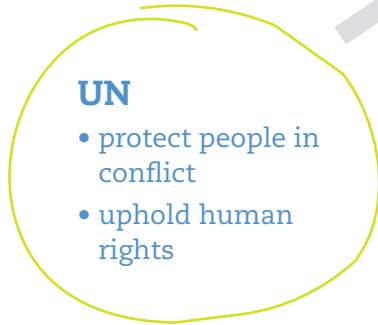 UN
• protect people in
conflict
• uphold human
rights